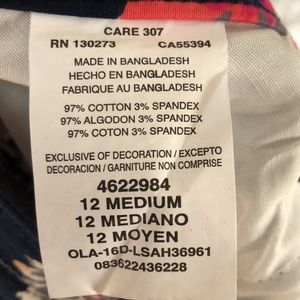 CARE 307
RN 130273 CA55394
MADE IN BANGLADESH
HECHO EN BANGLADESH
FABRIQUE AU BANGLADESH
97% COTTON 3% SPANDEX
97% ALGODON 3% SPANDEX
97% COTON 3% SPANDEX
EXCLUSIVE OF DECORATION / EXCEPTO
DECORACION / GARNITURE NON COMPRISE
4622984
12 MEDIUM
12 MEDIANO
12 MOYEN
OLA-16D-LSAH36961
083622436228